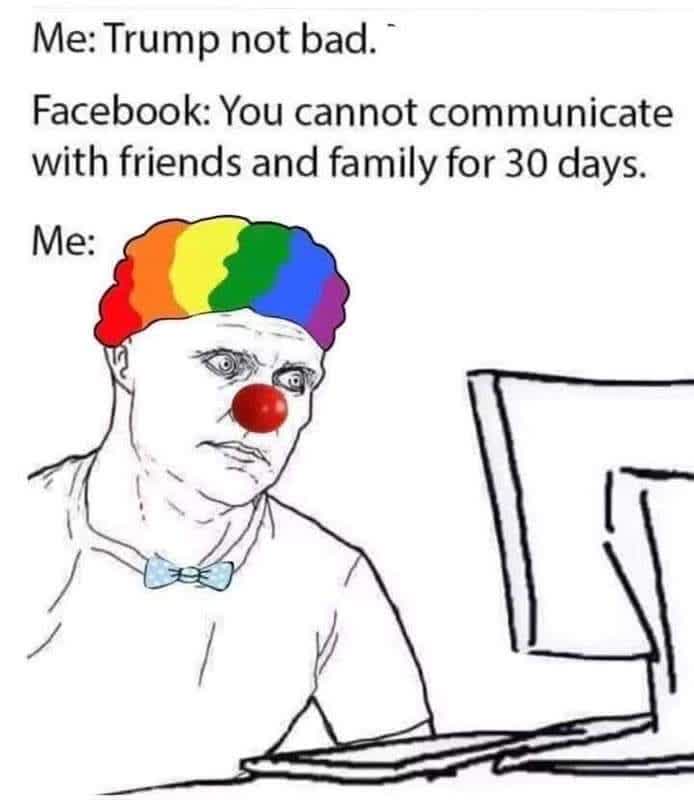 Me: Trump not bad.
Facebook: You cannot communicate
with friends and family for 30 days.
Me: